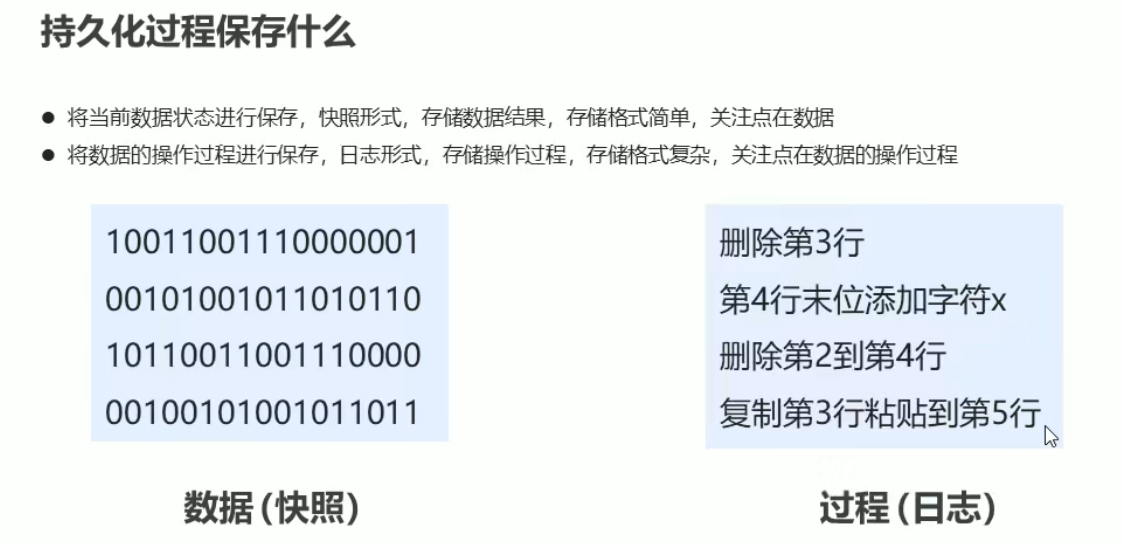 持久化过程保存什么
● 将当前数据状态进行保存，快照形式，存储数据结果，存储格式简单，关注点在数据
● 将数据的操作过程进行保存，日志形式，存储操作过程，存储格式复杂，关注点在数据的操作过程
10011001110000001
00101001011010110
10110011001110000
00100101001011011
数据(快照)
删除第3行
第4行末位添加字符x
删除第2到第4行
复制第3行粘贴到第5行
过程(日志)